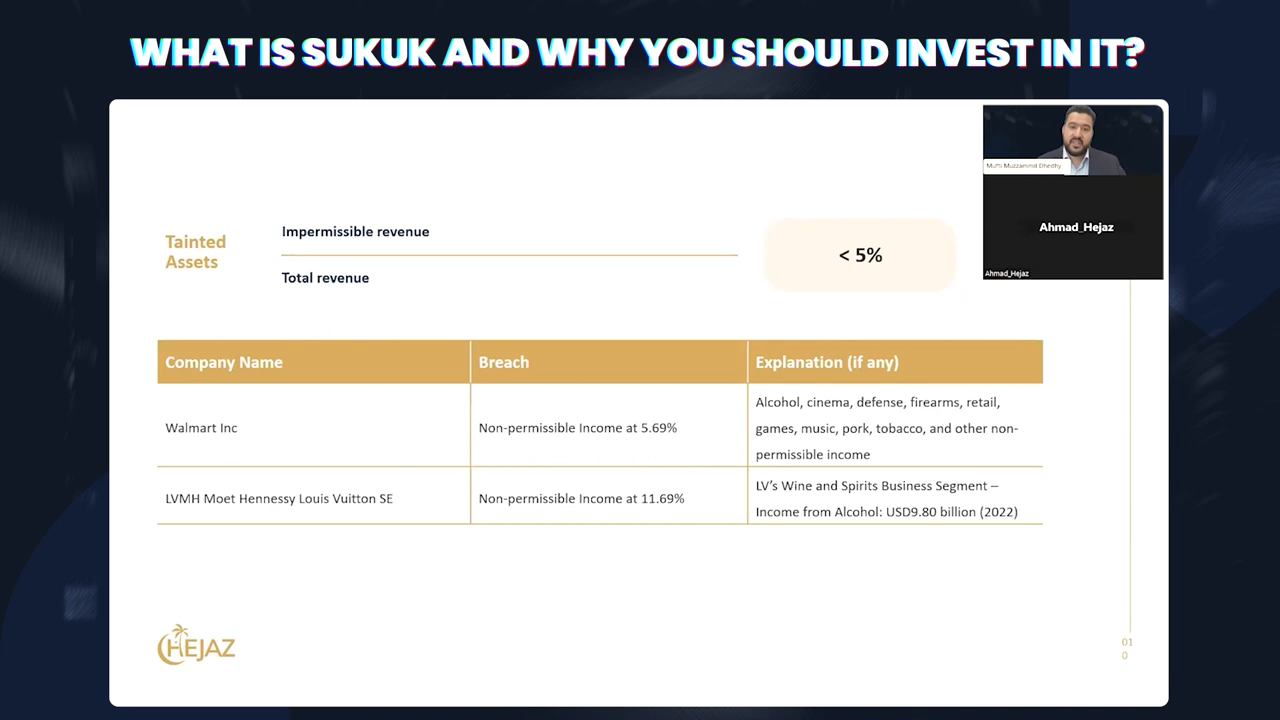 WHAT IS SUKUK AND WHY YOU SHOULD INVEST IN IT?
Mufti Muzzammil Dhedhy
Ahmad_Hejaz
Ahmad_Hejaz
Tainted
Assets
Impermissible revenue
Total revenue
< 5%
Company Name
Breach
Explanation (if any)
Walmart Inc
Non-permissible Income at 5.69%
Alcohol, cinema, defense, firearms, retail,
games, music, pork, tobacco, and other non-
permissible income
LVMH Moet Hennessy Louis Vuitton SE
Non-permissible Income at 11.69%
LV’s Wine and Spirits Business Segment –
Income from Alcohol: USD9.80 billion (2022)
HEJAZ
01
0